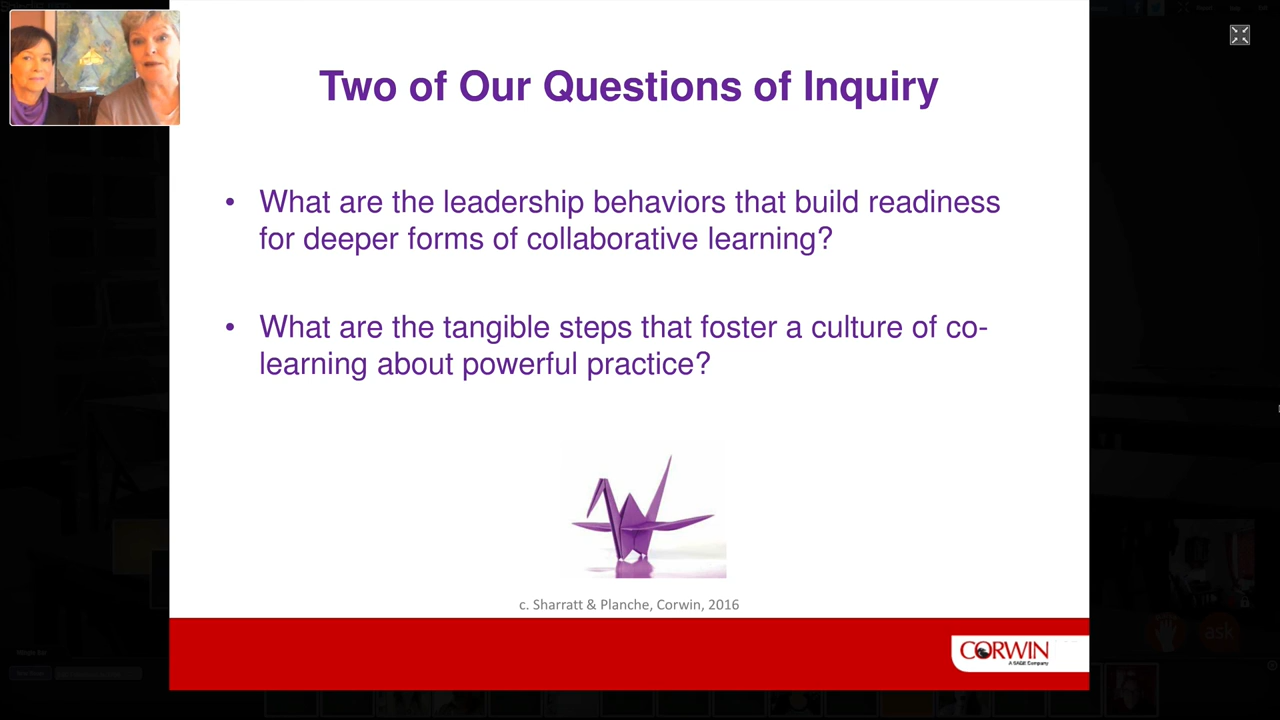 Two of Our Questions of Inquiry
• What are the leadership behaviors that build readiness
for deeper forms of collaborative learning?
• What are the tangible steps that foster a culture of co-
learning about powerful practice?
c. Sharratt & Planche, Corwin, 2016
CORWIN
A SAGE Company
ask